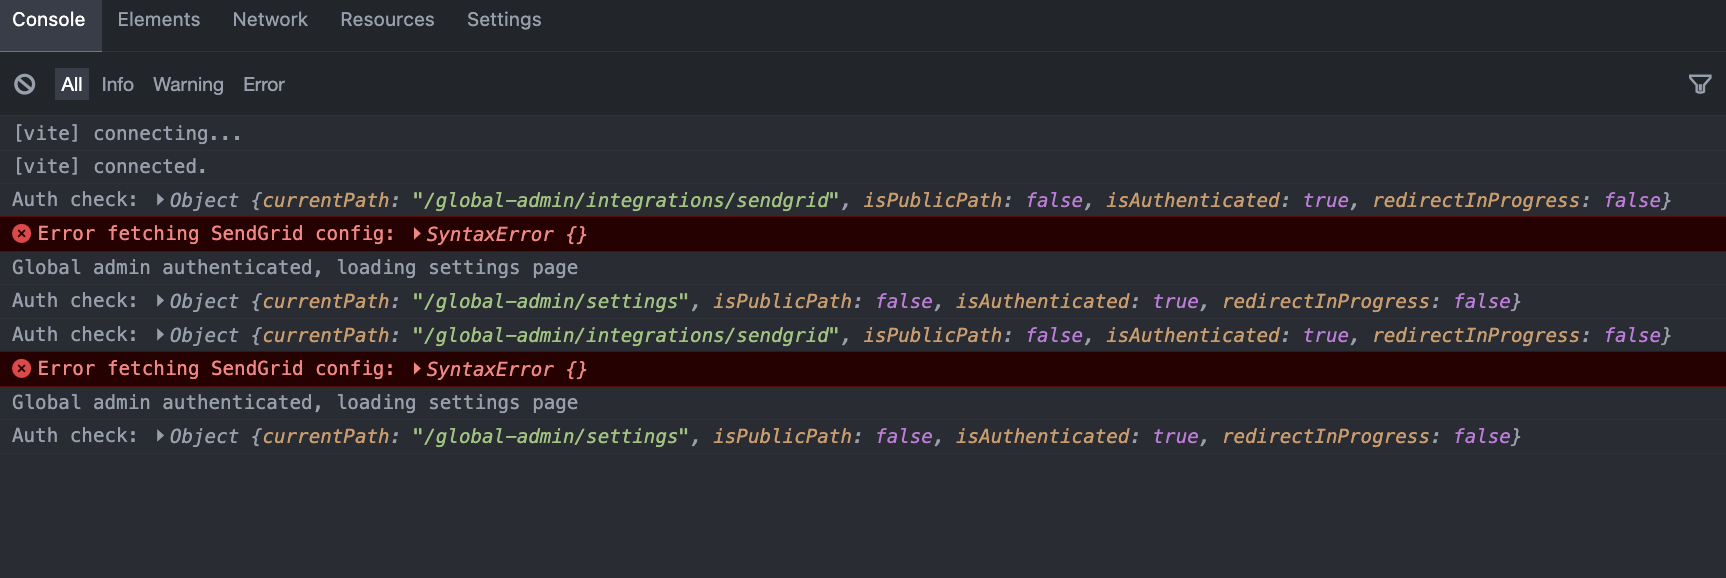 Console Elements Network Resources Settings
All Info Warning Error
[vite] connecting...
[vite] connected.
Auth check: Object {currentPath: "/global-admin/integrations/sendgrid", isPublicPath: false, isAuthenticated: true, redirectInProgress: false}
Error fetching SendGrid config: SyntaxError {}
Global admin authenticated, loading settings page
Auth check: Object {currentPath: "/global-admin/settings", isPublicPath: false, isAuthenticated: true, redirectInProgress: false}
Auth check: Object {currentPath: "/global-admin/integrations/sendgrid", isPublicPath: false, isAuthenticated: true, redirectInProgress: false}
Error fetching SendGrid config: SyntaxError {}
Global admin authenticated, loading settings page
Auth check: Object {currentPath: "/global-admin/settings", isPublicPath: false, isAuthenticated: true, redirectInProgress: false}